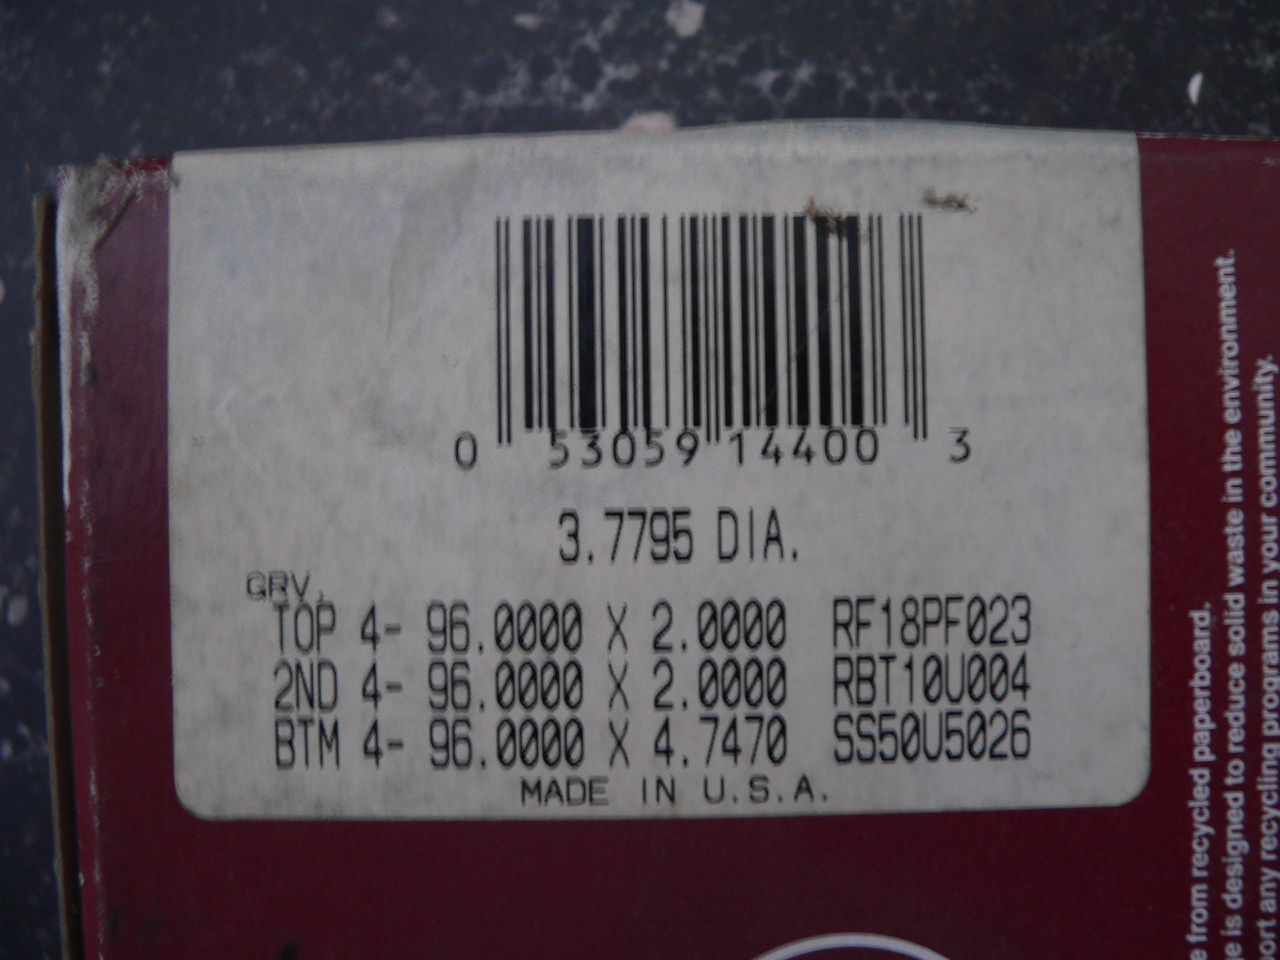 0 53059 14400 3
3.7795 DIA.
GRV.
TOP 4- 96.0000 X 2.0000 RF18PF023
2ND 4- 96.0000 X 2.0000 RBT10U004
BTM 4- 96.0000 X 4.7470 SS50U5026
MADE IN U.S.A.
from recycled paperboard.
is designed to reduce solid waste in the environment.
any recycling programs in your community.